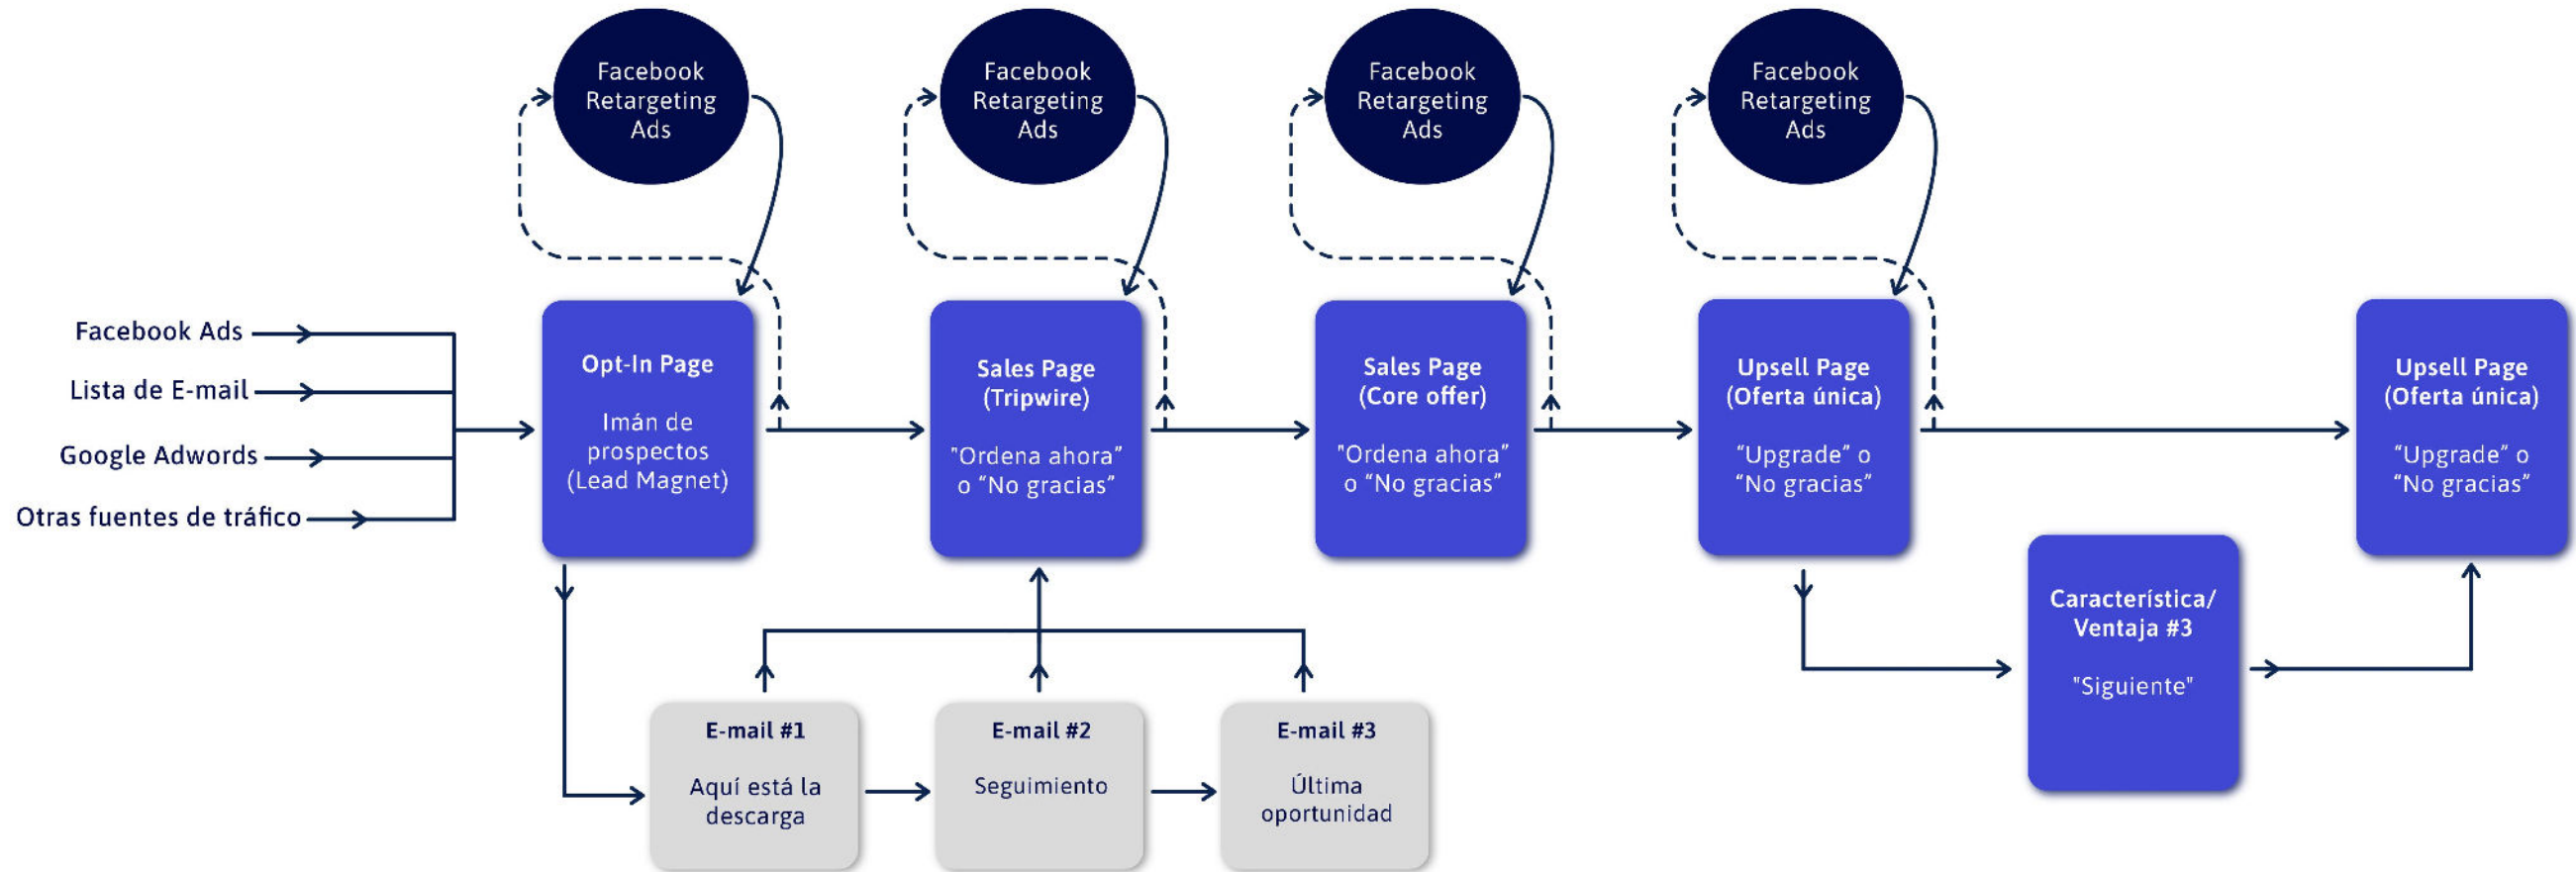 Facebook
Retargeting
Ads
Facebook
Retargeting
Ads
Facebook
Retargeting
Ads
Facebook
Retargeting
Ads
Facebook Ads
Lista de E-mail
Google Adwords
Otras fuentes de tráfico
Opt-In Page
Imán de
prospectos
(Lead Magnet)
Sales Page
(Tripwire)
"Ordena ahora”
o “No gracias”
Sales Page
(Core offer)
"Ordena ahora”
o “No gracias”
Upsell Page
(Oferta única)
“Upgrade” o
“No gracias”
Upsell Page
(Oferta única)
“Upgrade” o
“No gracias”
Característica/
Ventaja #3
"Siguiente"
E-mail #1
Aquí está la
descarga
E-mail #2
Seguimiento
E-mail #3
Última
oportunidad